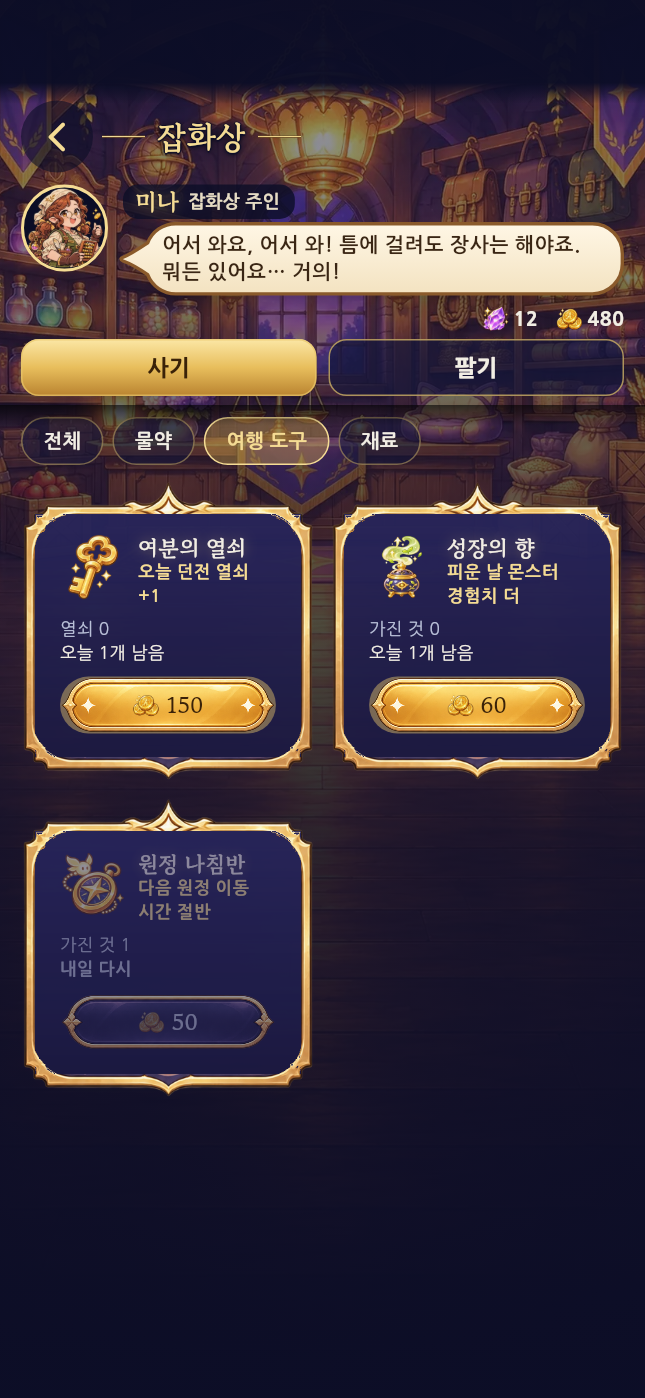 잡화상
미나 잡화상 주인
어서 와요, 어서 와! 틈에 걸려도 장사는 해야죠.
뭐든 있어요… 거의!
12 480
사기 팔기
전체 물약 여행 도구 재료
여분의 열쇠
오늘 던전 열쇠
+1
열쇠 0
오늘 1개 남음
150
성장의 향
피운 날 몬스터
경험치 더
가진 것 0
오늘 1개 남음
60
원정 나침반
다음 원정 이동
시간 절반
가진 것 1
내일 다시
50